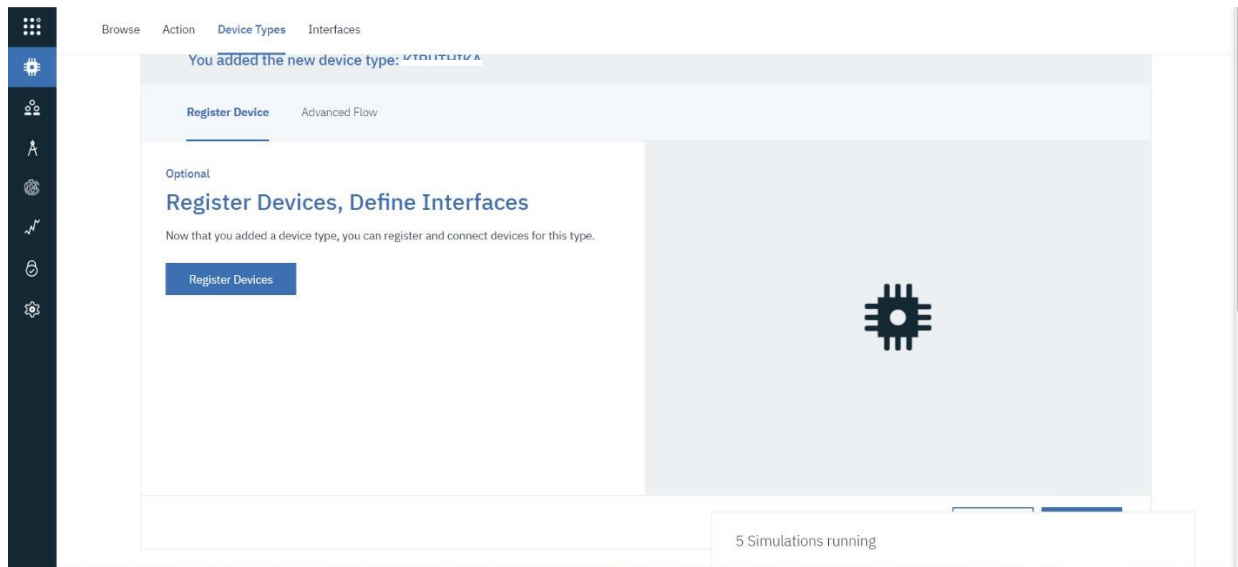 Browse Action Device Types Interfaces
You added the new device type: KIRUTHIKA
Register Device Advanced Flow
Optional
Register Devices, Define Interfaces
Now that you added a device type, you can register and connect devices for this type.
Register Devices
5 Simulations running